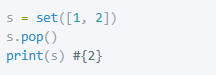 s = set([1, 2])
s.pop()
print(s) #{2}